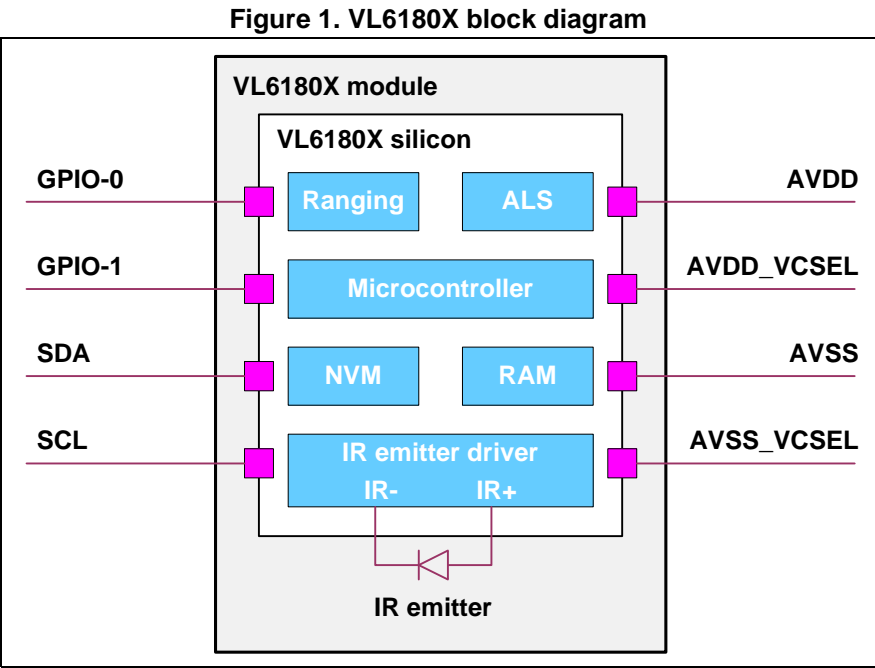 Figure 1. VL6180X block diagram
VL6180X module
VL6180X silicon
GPIO-0
Ranging
ALS
AVDD
GPIO-1
Microcontroller
AVDD_VCSEL
SDA
NVM
RAM
AVSS
SCL
IR emitter driver
AVSS_VCSEL
IR-
IR+
IR emitter